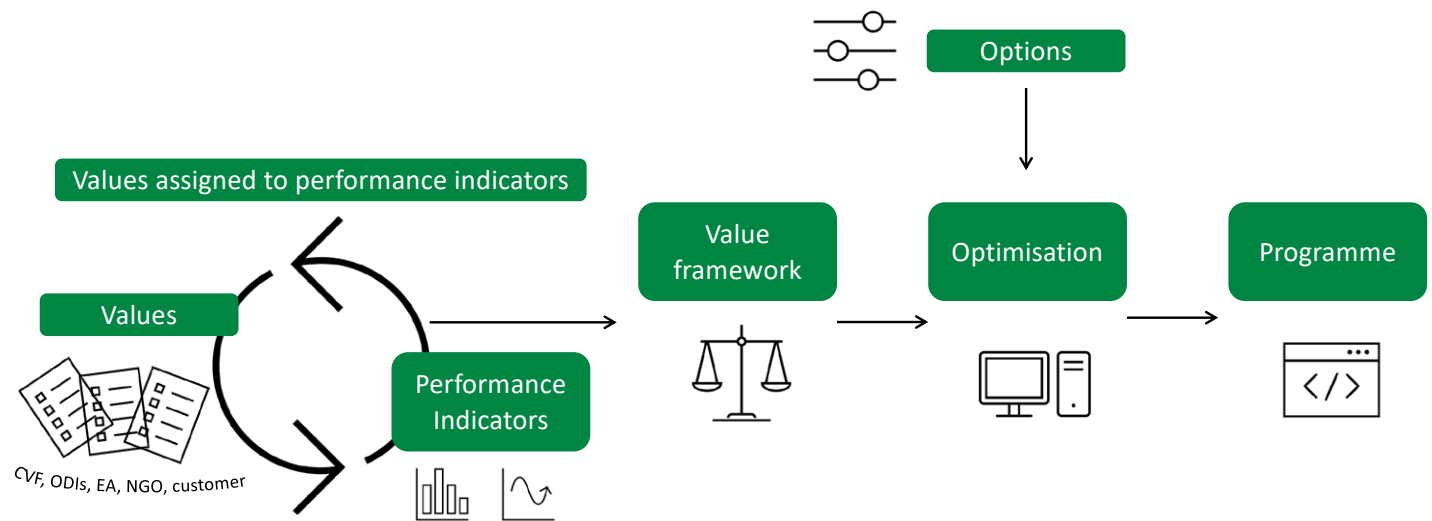 Options
Values assigned to performance indicators
Value
framework
Optimisation
Programme
Values
Performance
Indicators
CVF, ODIs, EA, NGO, customer
</>